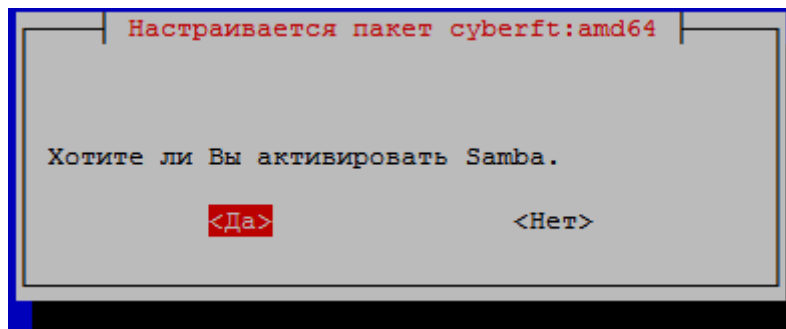 Настраивается пакет cyberft:amd64
Хотите ли Вы активировать Samba.
<Да> <Нет>